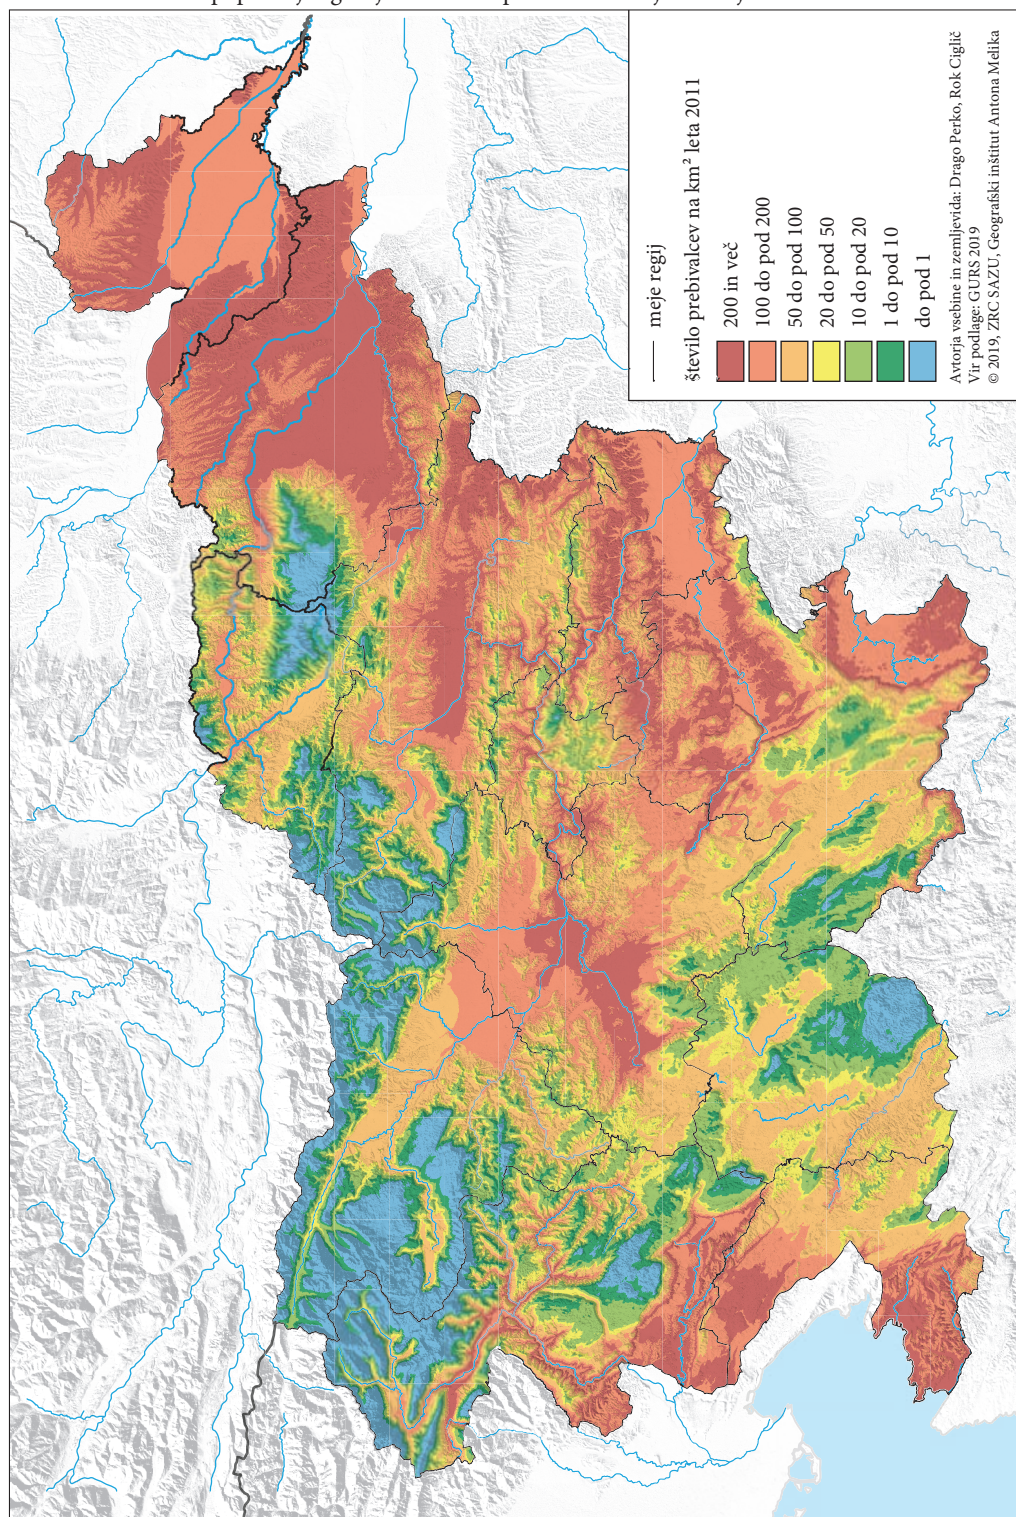 meje regij
število prebivalcev na km² leta 2011
200 in več
100 do pod 200
50 do pod 100
20 do pod 50
10 do pod 20
1 do pod 10
do pod 1
Avtorja vsebine in zemljevida: Drago Perko, Rok Ciglič
Vir podlage: GURS 2019
© 2019, ZRC SAZU, Geografski inštitut Antona Melika